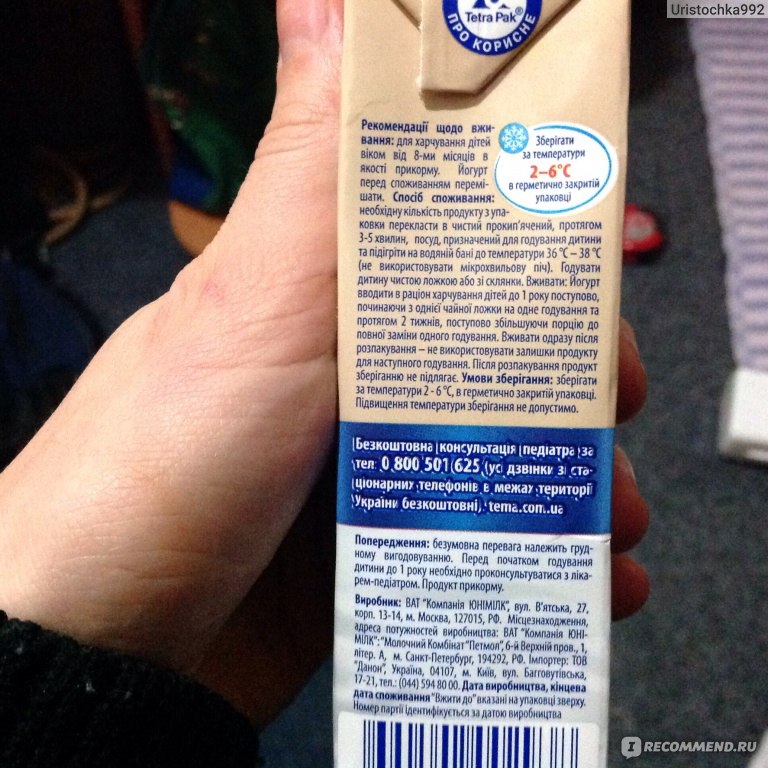 Uristochka992
Tetra Pak®
ПРО КОРИСНЕ
Рекомендації щодо вжи-
вання: для харчування дітей
віком від 8-ми місяців в
якості прикорму. Йогурт
перед споживанням перемі-
шати. Спосіб споживання:
необхідну кількість продукту з упа-
ковки перекласти в чистий прокип'ячений, протягом
3-5 хвилин, посуд, призначений для годування дитини
та підігріти на водяній бані до температури 36 °С – 38 °С
(не використовувати мікрохвильову піч). Годувати
дитину чистою ложкою або зі склянки. Вживати: Йогурт
вводити в раціон харчування дітей до 1 року поступово,
починаючи з однієї чайної ложки на одне годування та
протягом 2 тижнів, поступово збільшуючи порцію до
повної заміни одного годування. Вживати одразу після
розпакування – не використовувати залишки продукту
для наступного годування. Після розпакування продукт
зберіганню не підлягає. Умови зберігання: зберігати
за температури 2 - 6 °С, в герметично закритій упаковці.
Підвищення температури зберігання не допустимо.
Зберігати
за температури
2–6°С
в герметично закритій
упаковці
Безкоштовна консультація педіатра за
тел: 0 800 501 625 (усі дзвінки зі ста-
ціонарних телефонів в межах території
України безкоштовні), tema.com.ua
Попередження: безумовна перевага належить груд-
ному вигодовуванню. Перед початком годування
дитини до 1 року необхідно проконсультуватися з ліка-
рем-педіатром. Продукт прикорму.
Виробник: ВАТ "Компанія ЮНІМІЛК", вул. В'ятська, 27,
корп. 13-14, м. Москва, 127015, РФ. Місцезнаходження,
адреса потужностей виробництва: ВАТ "Компанія ЮНІ-
МІЛК": "Молочний Комбінат "Петмол", 6-й Верхній пров., 1,
літер. А, м. Санкт-Петербург, 194292, РФ. Імпортер: ТОВ
"Данон", Україна, 04107, м. Київ, вул. Багговутівська,
17-21, тел.: (044) 594 80 00. Дата виробництва, кінцева
дата споживання "Вжити до" вказані на упаковці зверху.
Номер партії ідентифікується за датою виробництва
IRECOMMEND.RU